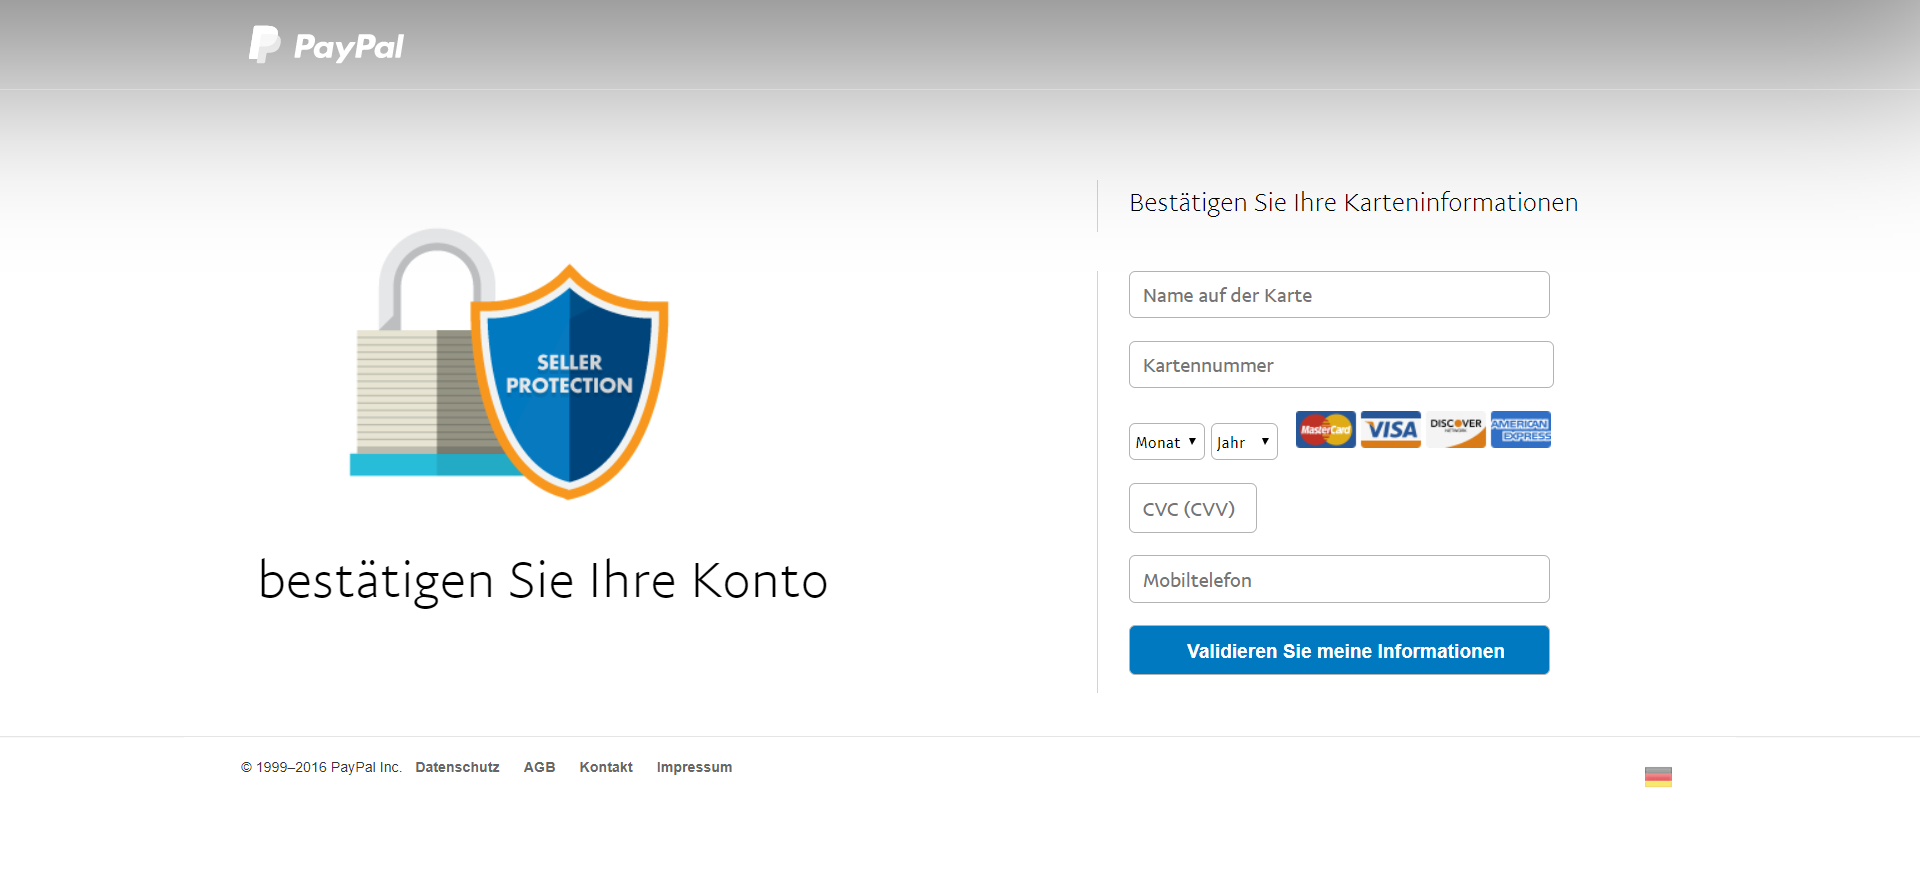 PayPal
Bestätigen Sie Ihre Karteninformationen
SELLER
PROTECTION
bestätigen Sie Ihre Konto
Name auf der Karte
Kartennummer
Monat
Jahr
MasterCard
VISA
DISCOVER
NETWORK
AMERICAN
EXPRESS
CVC (CVV)
Mobiltelefon
Validieren Sie meine Informationen
© 1999–2016 PayPal Inc. Datenschutz AGB Kontakt Impressum